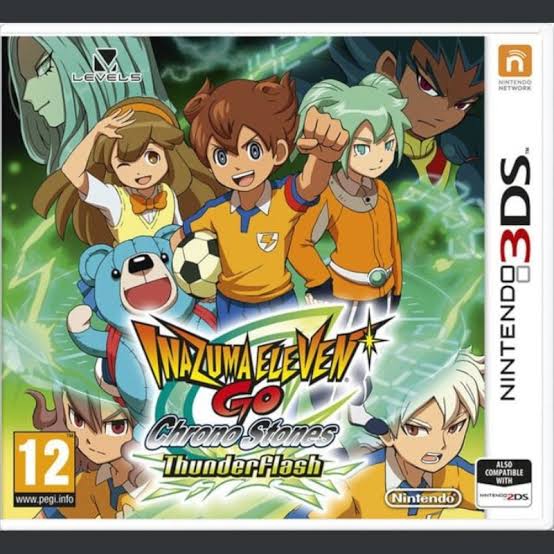 LEVEL5
NINTENDO
NETWORK
NINTENDO 3DS
INAZUMA ELEVEN
GO
Chrono Stones
Thunderflash
12
www.pegi.info
Nintendo
ALSO
COMPATIBLE
WITH
NINTENDO 2DS